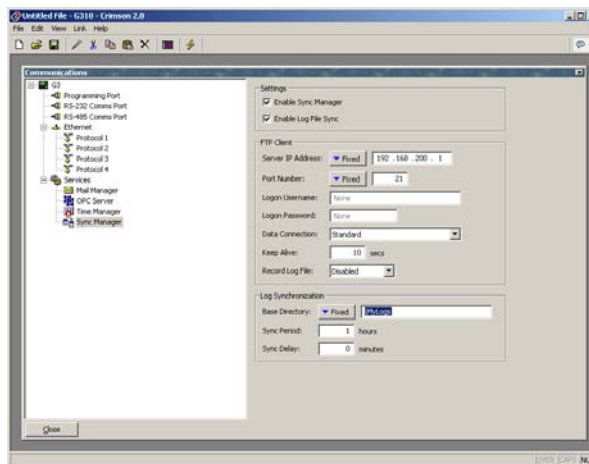 Untitled File - G310 - Crimson 2.0
File Edit View Link Help
Communications
G3
Programming Port
RS-232 Comms Port
RS-485 Comms Port
Ethernet
Protocol 1
Protocol 2
Protocol 3
Protocol 4
Services
Mail Manager
OPC Server
Time Manager
Sync Manager
Settings
Enable Sync Manager
Enable Log File Sync
FTP Client
Server IP Address: Fixed 192 . 168 . 200 . 1
Port Number: Fixed 21
Logon Username: None
Logon Password: None
Data Connection: Standard
Keep Alive: 10 secs
Record Log File: Disabled
Log Synchronization
Base Directory: Fixed \MyLogs
Sync Period: 1 hours
Sync Delay: 0 minutes
Close
OVER CAPS NU